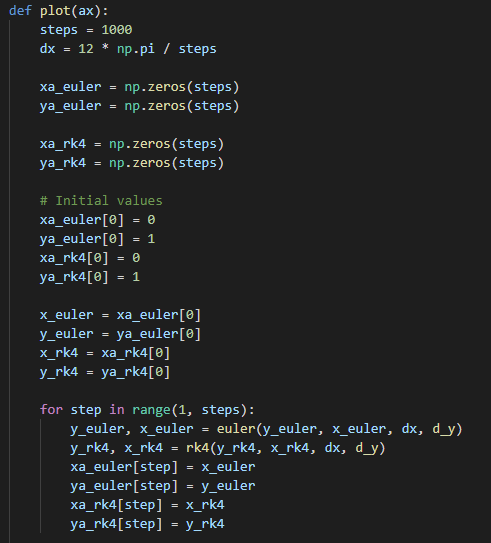 def plot(ax):
    steps = 1000
    dx = 12 * np.pi / steps

    xa_euler = np.zeros(steps)
    ya_euler = np.zeros(steps)

    xa_rk4 = np.zeros(steps)
    ya_rk4 = np.zeros(steps)

    # Initial values
    xa_euler[0] = 0
    ya_euler[0] = 1
    xa_rk4[0] = 0
    ya_rk4[0] = 1

    x_euler = xa_euler[0]
    y_euler = ya_euler[0]
    x_rk4 = xa_rk4[0]
    y_rk4 = ya_rk4[0]

    for step in range(1, steps):
        y_euler, x_euler = euler(y_euler, x_euler, dx, d_y)
        y_rk4, x_rk4 = rk4(y_rk4, x_rk4, dx, d_y)
        xa_euler[step] = x_euler
        ya_euler[step] = y_euler
        xa_rk4[step] = x_rk4
        ya_rk4[step] = y_rk4